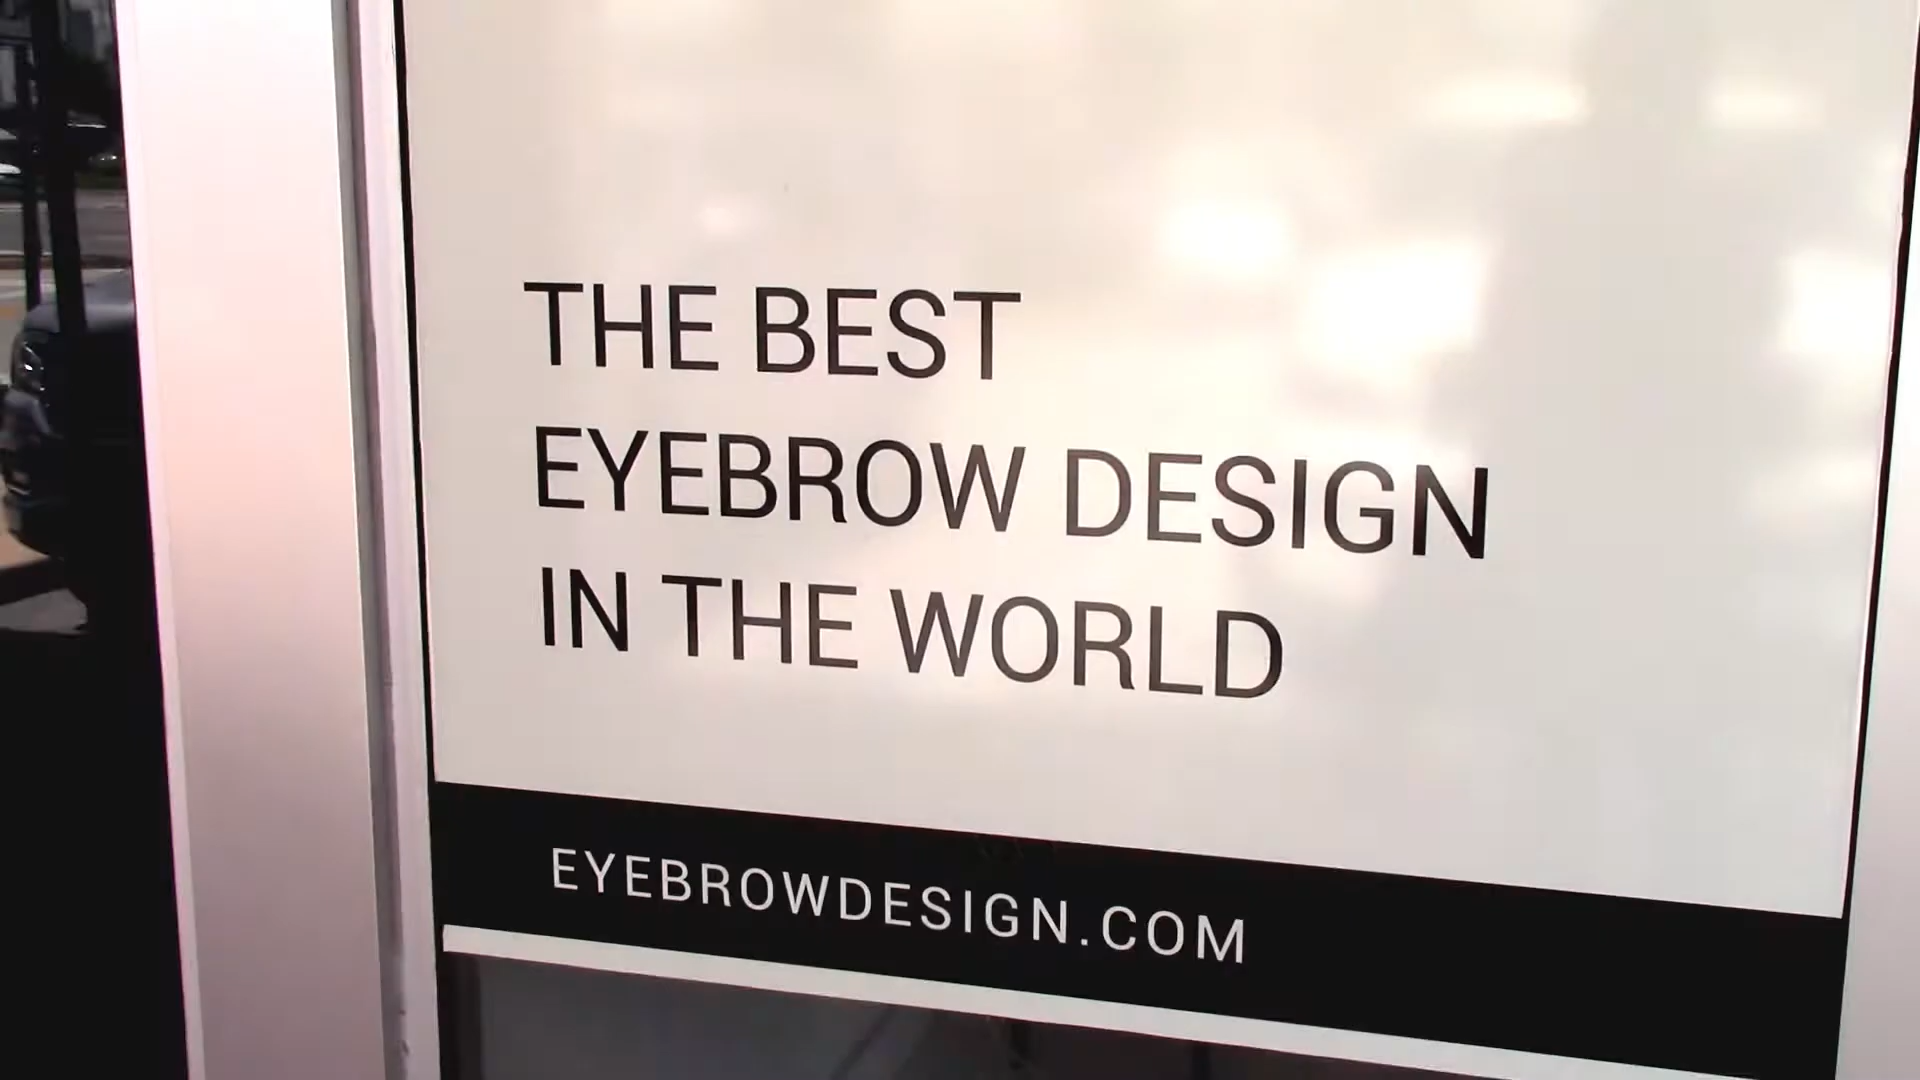 THE BEST
EYEBROW DESIGN
IN THE WORLD
EYEBROWDESIGN.COM